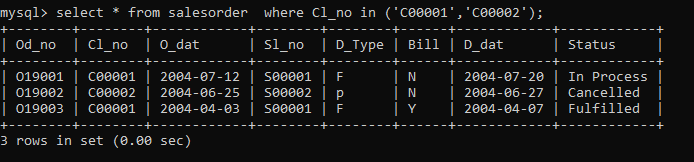 mysql> select * from salesorder  where Cl_no in ('C00001','C00002');
+--------+--------+------------+--------+--------+------+------------+------------+
| Od_no  | Cl_no  | O_dat      | Sl_no  | D_Type | Bill | D_dat      | Status     |
+--------+--------+------------+--------+--------+------+------------+------------+
| O19001 | C00001 | 2004-07-12 | S00001 | F      | N    | 2004-07-20 | In Process |
| O19002 | C00002 | 2004-06-25 | S00002 | p      | N    | 2004-06-27 | Cancelled  |
| O19003 | C00001 | 2004-04-03 | S00001 | F      | Y    | 2004-04-07 | Fulfilled  |
+--------+--------+------------+--------+--------+------+------------+------------+
3 rows in set (0.00 sec)